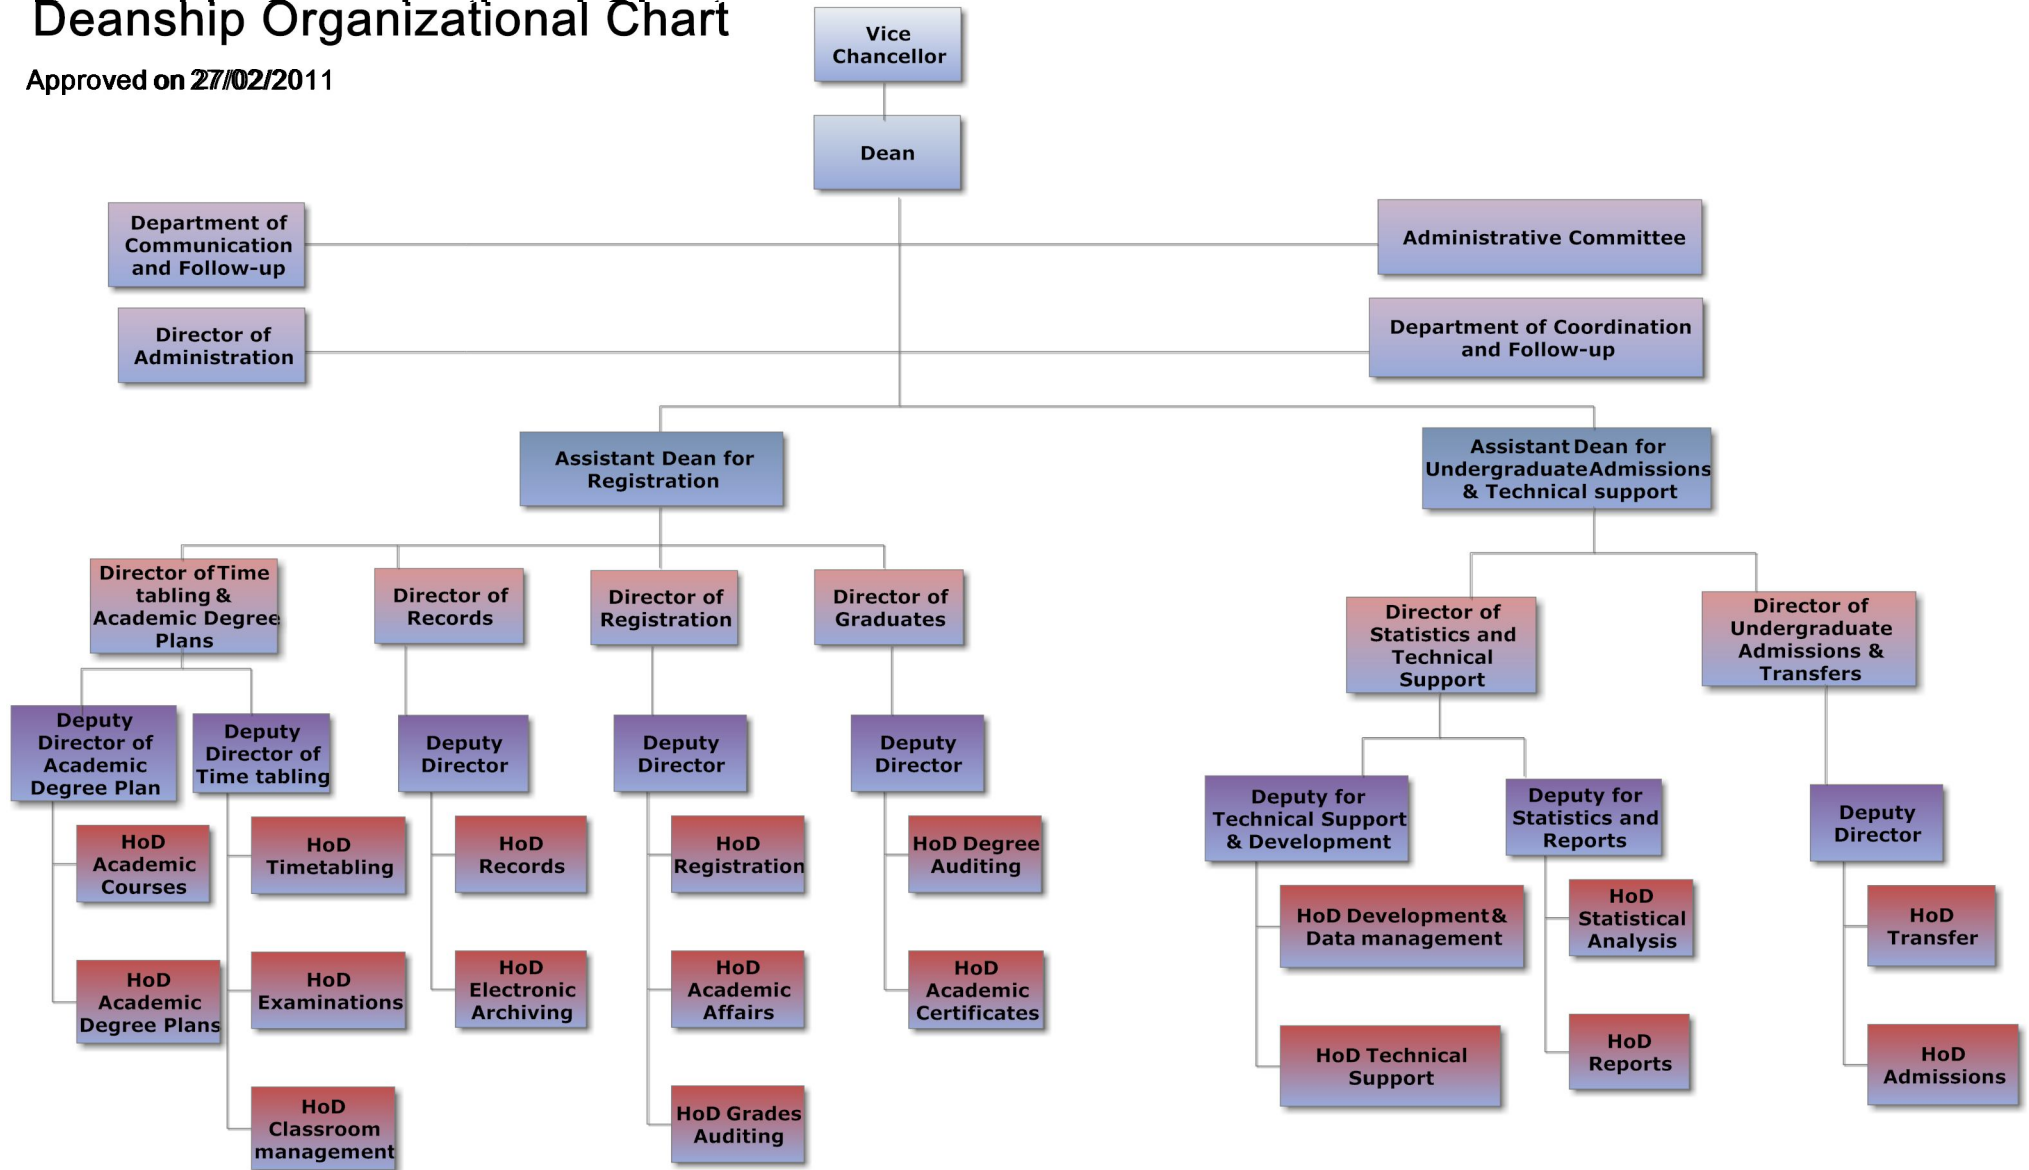 Deanship Organizational Chart
Approved on 27/02/2011
Vice
Chancellor
Dean
Department of
Communication
and Follow-up
Administrative Committee
Director of
Administration
Department of Coordination
and Follow-up
Assistant Dean for
Registration
Assistant Dean for
Undergraduate Admissions
& Technical support
Director of Time
tabling &
Academic Degree
Plans
Director of
Records
Director of
Registration
Director of
Graduates
Director of
Statistics and
Technical
Support
Director of
Undergraduate
Admissions &
Transfers
Deputy
Director of
Academic
Degree Plan
Deputy
Director of
Time tabling
Deputy
Director
Deputy
Director
Deputy
Director
Deputy for
Technical Support
& Development
Deputy for
Statistics and
Reports
Deputy
Director
HoD
Academic
Courses
HoD
Timetabling
HoD
Records
HoD
Registration
HoD Degree
Auditing
HoD Development &
Data management
HoD
Statistical
Analysis
HoD
Transfer
HoD
Academic
Degree Plans
HoD
Examinations
HoD
Electronic
Archiving
HoD
Academic
Affairs
HoD
Academic
Certificates
HoD Technical
Support
HoD
Reports
HoD
Admissions
HoD
Classroom
management
HoD Grades
Auditing